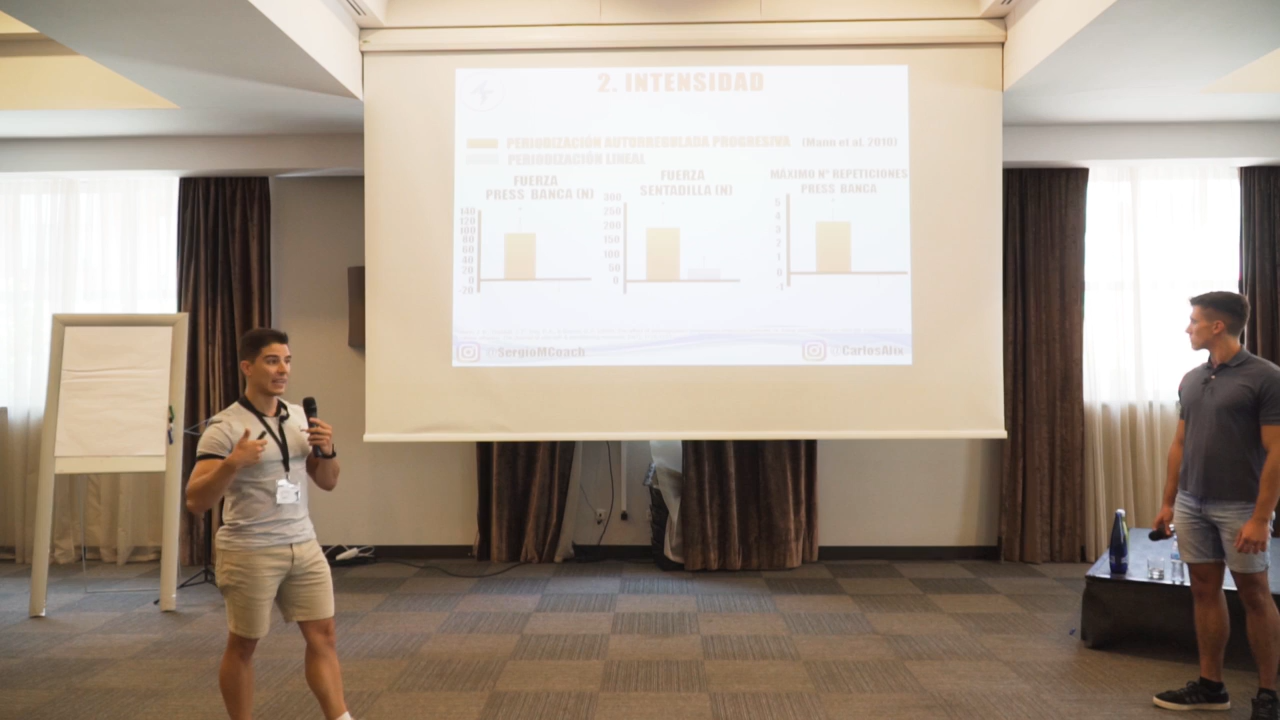 2. INTENSIDAD
PERIODIZACIÓN AUTORREGULADA PROGRESIVA (Mann et al. 2010)
PERIODIZACIÓN LINEAL
FUERZA
PRESS BANCA (N)
140
120
100
80
60
40
20
0
-20
FUERZA
SENTADILLA (N)
300
250
200
150
100
50
0
MÁXIMO Nº REPETICIONES
PRESS BANCA
5
4
3
2
1
0
-1
@SergioMCoach
@CarlosAlix